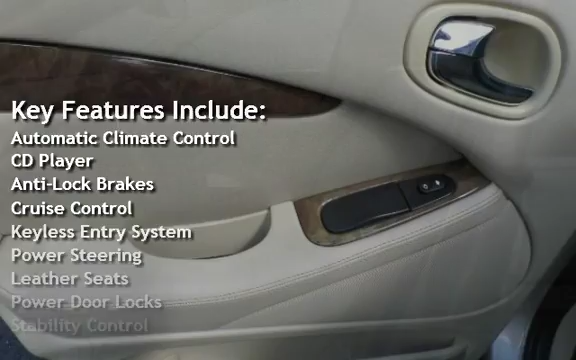 Key Features Include:
Automatic Climate Control
CD Player
Anti-Lock Brakes
Cruise Control
Keyless Entry System
Power Steering
Leather Seats
Power Door Locks
Stability Control